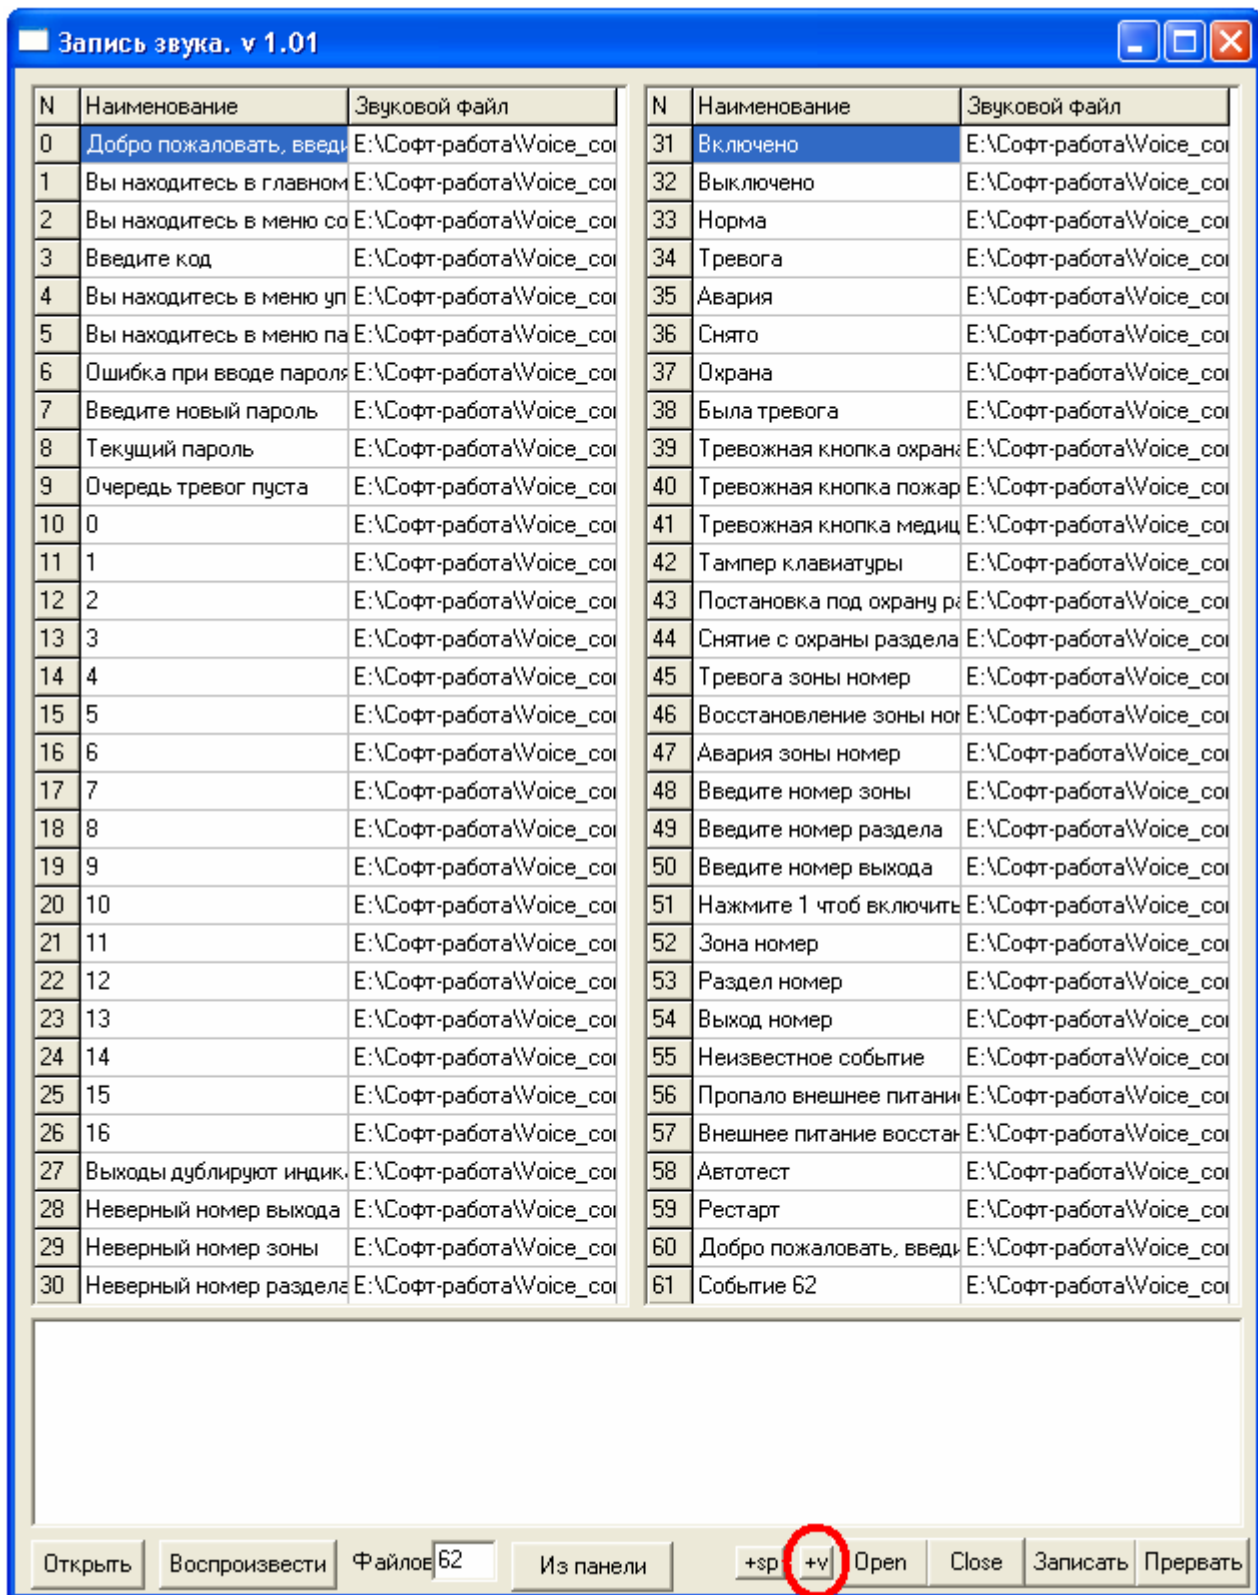 Запись звука. v 1.01
N Наименование Звуковой файл
0 Добро пожаловать, введи E:\Софт-работа\Voice_co
1 Вы находитесь в главном E:\Софт-работа\Voice_co
2 Вы находитесь в меню со E:\Софт-работа\Voice_co
3 Введите код E:\Софт-работа\Voice_co
4 Вы находитесь в меню уп E:\Софт-работа\Voice_co
5 Вы находитесь в меню па E:\Софт-работа\Voice_co
6 Ошибка при вводе пароля E:\Софт-работа\Voice_co
7 Введите новый пароль E:\Софт-работа\Voice_co
8 Текущий пароль E:\Софт-работа\Voice_co
9 Очередь тревог пуста E:\Софт-работа\Voice_co
10 0 E:\Софт-работа\Voice_co
11 1 E:\Софт-работа\Voice_co
12 2 E:\Софт-работа\Voice_co
13 3 E:\Софт-работа\Voice_co
14 4 E:\Софт-работа\Voice_co
15 5 E:\Софт-работа\Voice_co
16 6 E:\Софт-работа\Voice_co
17 7 E:\Софт-работа\Voice_co
18 8 E:\Софт-работа\Voice_co
19 9 E:\Софт-работа\Voice_co
20 10 E:\Софт-работа\Voice_co
21 11 E:\Софт-работа\Voice_co
22 12 E:\Софт-работа\Voice_co
23 13 E:\Софт-работа\Voice_co
24 14 E:\Софт-работа\Voice_co
25 15 E:\Софт-работа\Voice_co
26 16 E:\Софт-работа\Voice_co
27 Выходы дублируют индик E:\Софт-работа\Voice_co
28 Неверный номер выхода E:\Софт-работа\Voice_co
29 Неверный номер зоны E:\Софт-работа\Voice_co
30 Неверный номер раздела E:\Софт-работа\Voice_co
N Наименование Звуковой файл
31 Включено E:\Софт-работа\Voice_co
32 Выключено E:\Софт-работа\Voice_co
33 Норма E:\Софт-работа\Voice_co
34 Тревога E:\Софт-работа\Voice_co
35 Авария E:\Софт-работа\Voice_co
36 Снято E:\Софт-работа\Voice_co
37 Охрана E:\Софт-работа\Voice_co
38 Была тревога E:\Софт-работа\Voice_co
39 Тревожная кнопка охрана E:\Софт-работа\Voice_co
40 Тревожная кнопка пожар E:\Софт-работа\Voice_co
41 Тревожная кнопка медиц E:\Софт-работа\Voice_co
42 Тампер клавиатуры E:\Софт-работа\Voice_co
43 Постановка под охрану ра E:\Софт-работа\Voice_co
44 Снятие с охраны раздела E:\Софт-работа\Voice_co
45 Тревога зоны номер E:\Софт-работа\Voice_co
46 Восстановление зоны ном E:\Софт-работа\Voice_co
47 Авария зоны номер E:\Софт-работа\Voice_co
48 Введите номер зоны E:\Софт-работа\Voice_co
49 Введите номер раздела E:\Софт-работа\Voice_co
50 Введите номер выхода E:\Софт-работа\Voice_co
51 Нажмите 1 чтоб включить E:\Софт-работа\Voice_co
52 Зона номер E:\Софт-работа\Voice_co
53 Раздел номер E:\Софт-работа\Voice_co
54 Выход номер E:\Софт-работа\Voice_co
55 Неизвестное событие E:\Софт-работа\Voice_co
56 Пропало внешнее питани E:\Софт-работа\Voice_co
57 Внешнее питание восстан E:\Софт-работа\Voice_co
58 Автотест E:\Софт-работа\Voice_co
59 Рестарт E:\Софт-работа\Voice_co
60 Добро пожаловать, введи E:\Софт-работа\Voice_co
61 Событие 62 E:\Софт-работа\Voice_co
Открыть Воспроизвести Файлов 62 Из панели +sp +v Open Close Записать Прервать